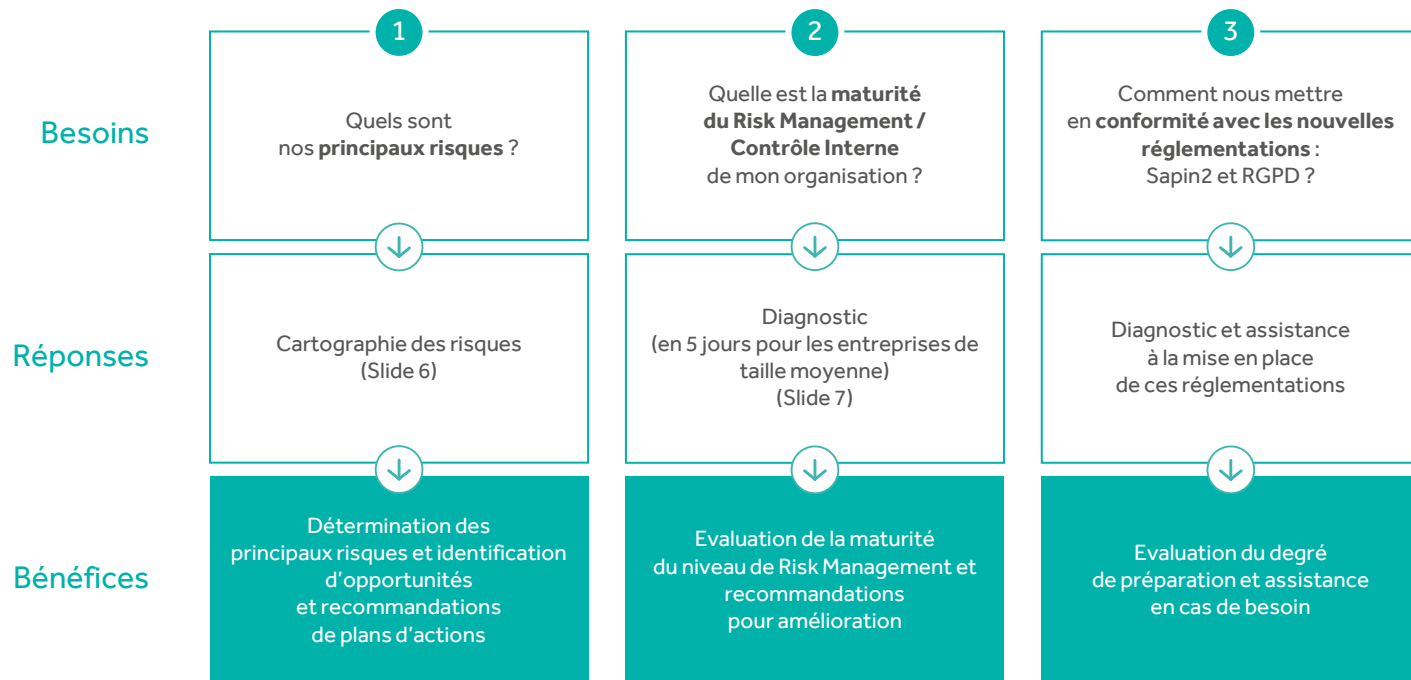 1
2
3
Besoins
Quels sont
nos principaux risques ?
Quelle est la maturité
du Risk Management /
Contrôle Interne
de mon organisation ?
Comment nous mettre
en conformité avec les nouvelles
réglementations :
Sapin2 et RGPD ?
Réponses
Cartographie des risques
(Slide 6)
Diagnostic
(en 5 jours pour les entreprises de
taille moyenne)
(Slide 7)
Diagnostic et assistance
à la mise en place
de ces réglementations
Bénéfices
Détermination des
principaux risques et identification
d'opportunités
et recommandations
de plans d'actions
Evaluation de la maturité
du niveau de Risk Management et
recommandations
pour amélioration
Evaluation du degré
de préparation et assistance
en cas de besoin